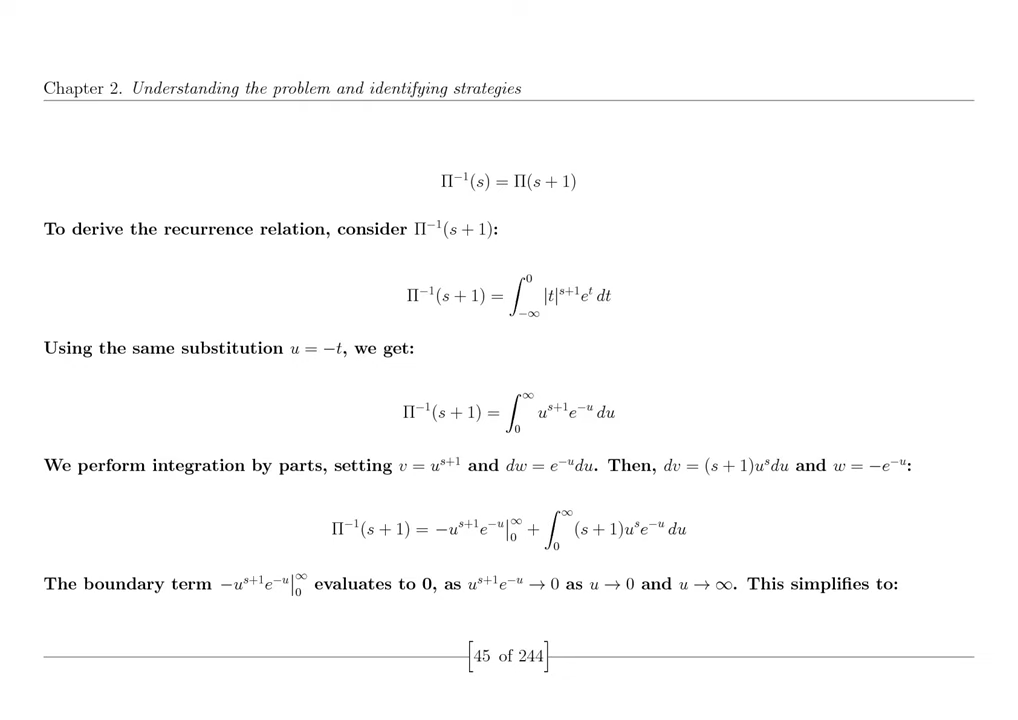 Chapter 2. Understanding the problem and identifying strategies
Π⁻¹(s) = Π(s + 1)
To derive the recurrence relation, consider Π⁻¹(s + 1):
Π⁻¹(s + 1) = ∫_{−∞}^{0} |t|^{s+1} e^{t} dt
Using the same substitution u = −t, we get:
Π⁻¹(s + 1) = ∫_{0}^{∞} u^{s+1} e^{−u} du
We perform integration by parts, setting v = u^{s+1} and dw = e^{−u}du. Then, dv = (s + 1)u^{s}du and w = −e^{−u}:
Π⁻¹(s + 1) = −u^{s+1}e^{−u}|_{0}^{∞} + ∫_{0}^{∞} (s + 1)u^{s}e^{−u} du
The boundary term −u^{s+1}e^{−u}|_{0}^{∞} evaluates to 0, as u^{s+1}e^{−u} → 0 as u → 0 and u → ∞. This simplifies to:
[45 of 244]